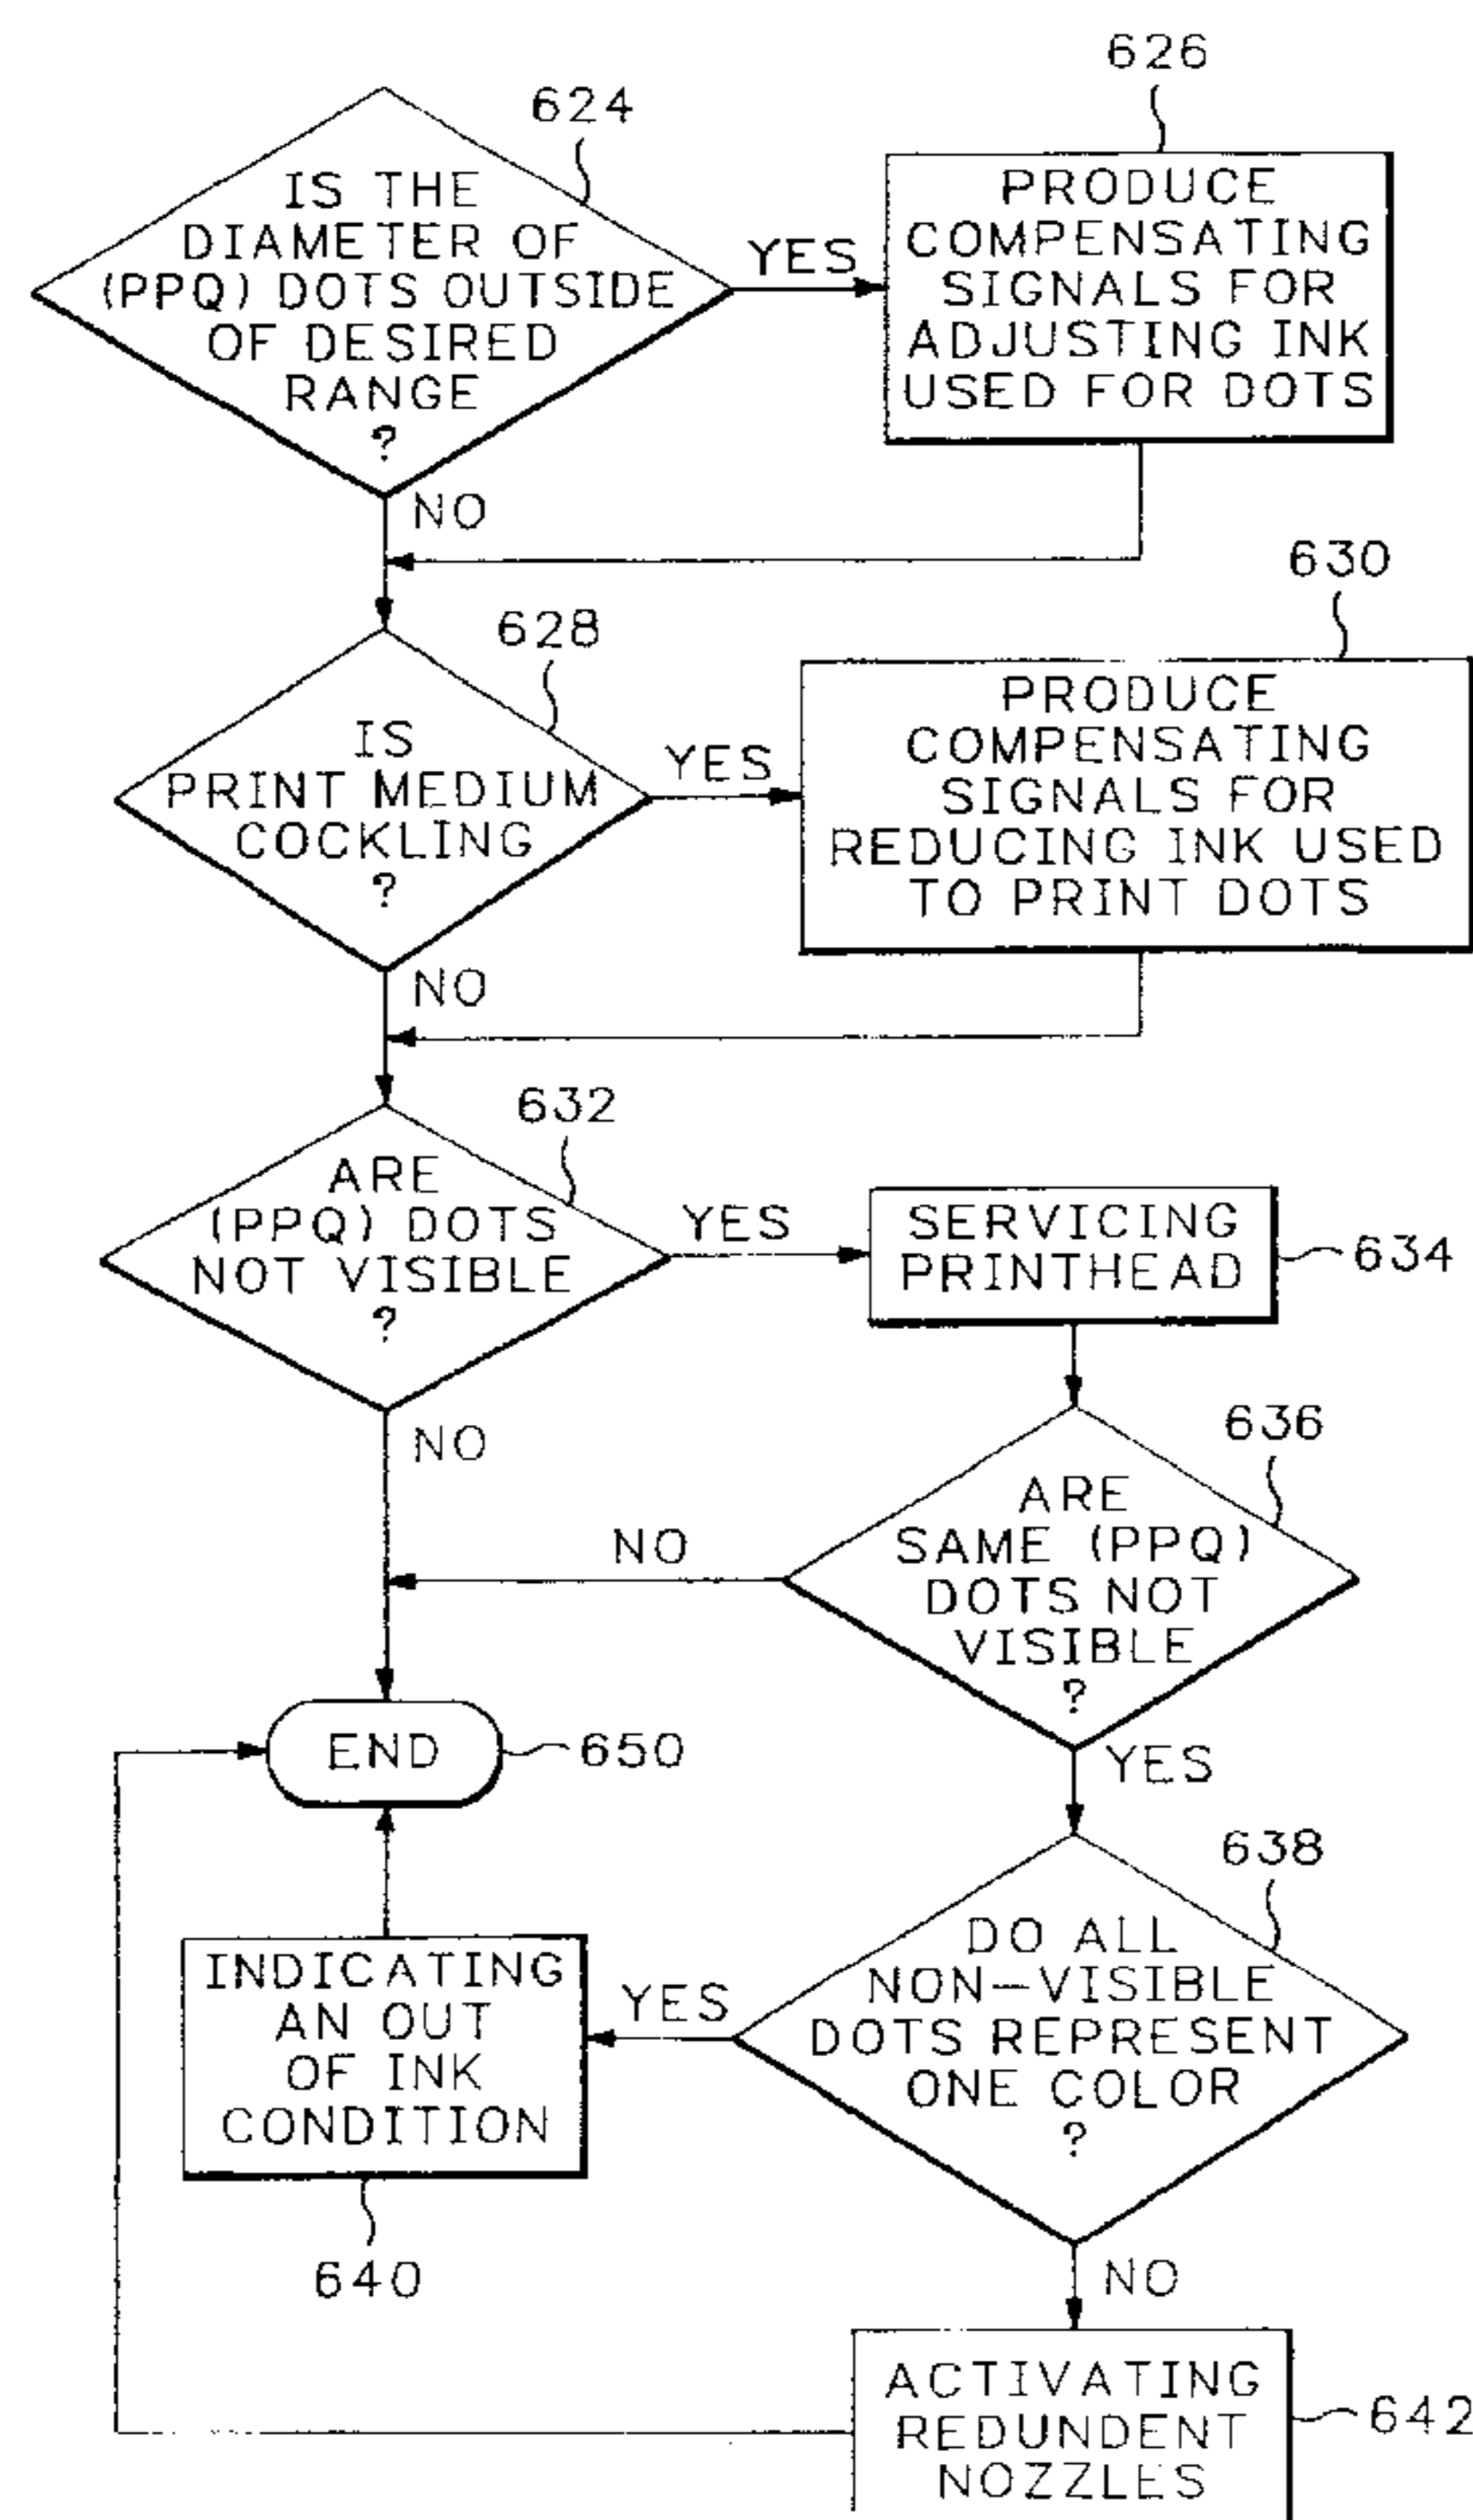 626
624
IS THE
DIAMETER OF
(PPQ) DOTS OUTSIDE
OF DESIRED
RANGE
?
YES
PRODUCE
COMPENSATING
SIGNALS FOR
ADJUSTING INK
USED FOR DOTS
NO
630
628
IS
PRINT MEDIUM
COCKLING
?
YES
PRODUCE
COMPENSATING
SIGNALS FOR
REDUCING INK USED
TO PRINT DOTS
NO
632
ARE
(PPQ) DOTS
NOT VISIBLE
?
YES
SERVICING
PRINTHEAD
634
NO
636
ARE
SAME (PPQ)
DOTS NOT
VISIBLE
?
NO
END
650
YES
638
DO ALL
NON-VISIBLE
DOTS REPRESENT
ONE COLOR
?
YES
INDICATING
AN OUT
OF INK
CONDITION
640
NO
ACTIVATING
REDUNDENT
NOZZLES
642